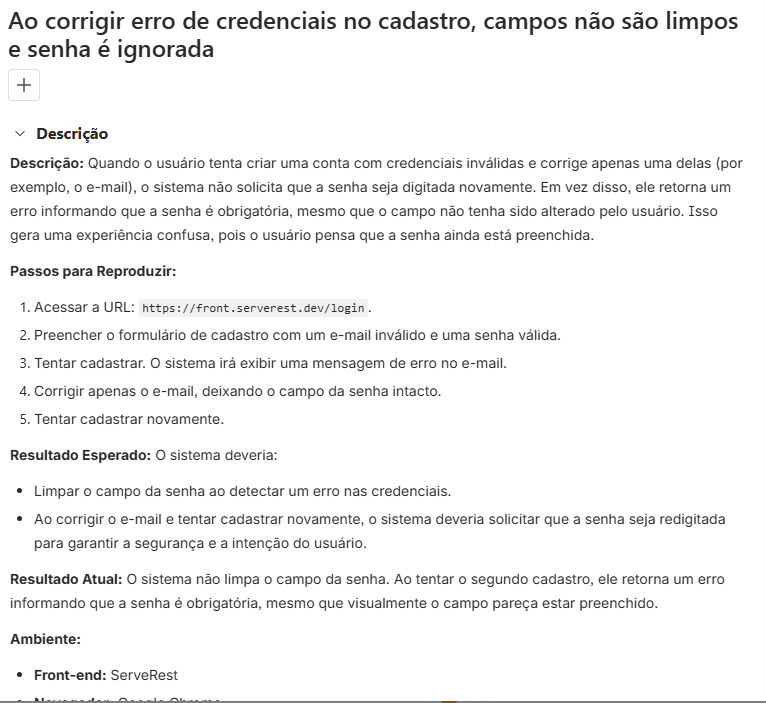 Ao corrigir erro de credenciais no cadastro, campos não são limpos
e senha é ignorada
Descrição
Descrição: Quando o usuário tenta criar uma conta com credenciais inválidas e corrige apenas uma delas (por
exemplo, o e-mail), o sistema não solicita que a senha seja digitada novamente. Em vez disso, ele retorna um
erro informando que a senha é obrigatória, mesmo que o campo não tenha sido alterado pelo usuário. Isso
gera uma experiência confusa, pois o usuário pensa que a senha ainda está preenchida.
Passos para Reproduzir:
1. Acessar a URL: https://front.serverest.dev/login.
2. Preencher o formulário de cadastro com um e-mail inválido e uma senha válida.
3. Tentar cadastrar. O sistema irá exibir uma mensagem de erro no e-mail.
4. Corrigir apenas o e-mail, deixando o campo da senha intacto.
5. Tentar cadastrar novamente.
Resultado Esperado: O sistema deveria:
• Limpar o campo da senha ao detectar um erro nas credenciais.
• Ao corrigir o e-mail e tentar cadastrar novamente, o sistema deveria solicitar que a senha seja redigitada
para garantir a segurança e a intenção do usuário.
Resultado Atual: O sistema não limpa o campo da senha. Ao tentar o segundo cadastro, ele retorna um erro
informando que a senha é obrigatória, mesmo que visualmente o campo pareça estar preenchido.
Ambiente:
• Front-end: ServeRest